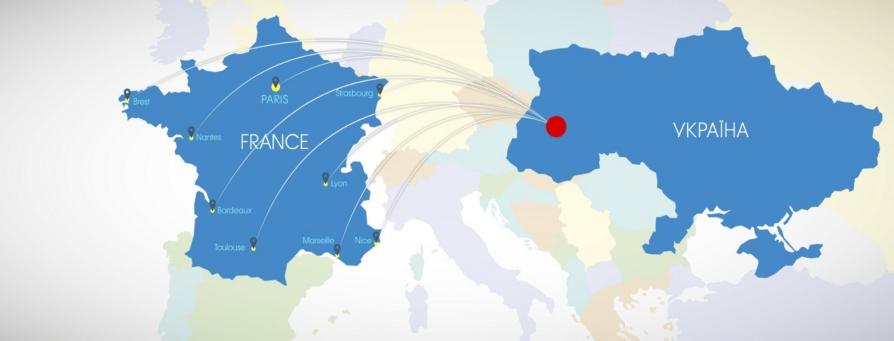 Brest
PARIS
Strasbourg
Nantes
FRANCE
УКРАЇНА
Lyon
Bordeaux
Toulouse
Marseille
Nice